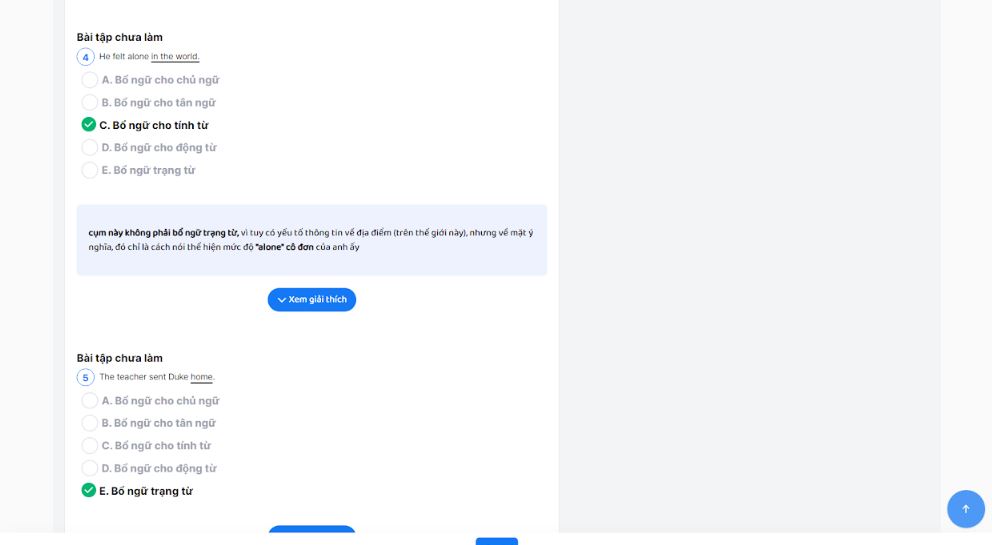 Bài tập chưa làm
4 He felt alone in the world.
A. Bổ ngữ cho chủ ngữ
B. Bổ ngữ cho tân ngữ
C. Bổ ngữ cho tính từ
D. Bổ ngữ cho động từ
E. Bổ ngữ trạng từ
cụm này không phải bổ ngữ trạng từ, vì tuy có yếu tố thông tin về địa điểm (trên thế giới này), nhưng về mặt ý
nghĩa, đó chỉ là cách nói thể hiện mức độ "alone" cô đơn của anh ấy
Xem giải thích
Bài tập chưa làm
5 The teacher sent Duke home.
A. Bổ ngữ cho chủ ngữ
B. Bổ ngữ cho tân ngữ
C. Bổ ngữ cho tính từ
D. Bổ ngữ cho động từ
E. Bổ ngữ trạng từ